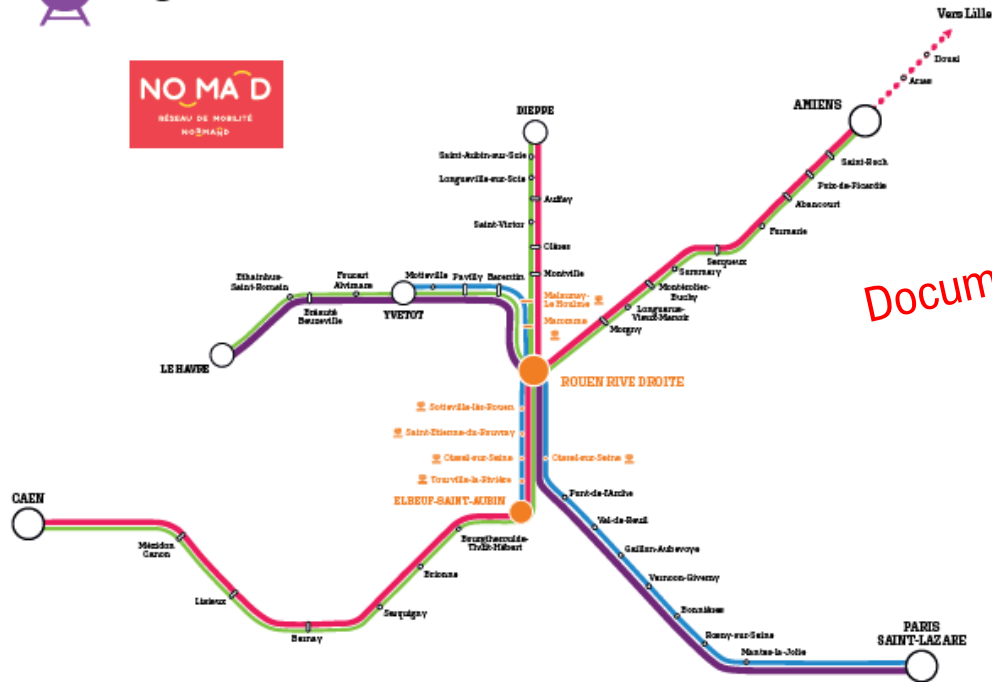 Vers Lille
Douai
Arras
NO MA D
RÉSEAU DE MOBILITÉ
NORMAND
DIEPPE
AMIENS
Saint-Aubin-sur-Scie
Longueville-sur-Scie
Auffay
Saint-Victor
Clères
Montville
Saint-Roch
Poix-de-Picardie
Abancourt
Formerie
Serqueux
Sommery
Montérolier-
Buchy
Longuerue-
Vieux-Manoir
Morgny
Docum
Etainhus-
Saint-Romain
Foucart
Alvimare
Motteville
Pavilly
Barentin
Malaunay-
Le Houlme
Maromme
Bréauté
Beuzeville
YVETOT
LE HAVRE
ROUEN RIVE DROITE
Sotteville-lès-Rouen
Saint-Etienne-du-Rouvray
Oissel-sur-Seine
Oissel-sur-Seine
Tourville-la-Rivière
ELBEUF-SAINT-AUBIN
Pont-de-l'Arche
Val-de-Reuil
Gaillon-Aubevoye
Vernon-Giverny
Bonnières
Rosny-sur-Seine
Mantes-la-Jolie
PARIS
SAINT-LAZARE
CAEN
Mézidon
Canon
Lisieux
Bernay
Serquigny
Brionne
Bourgtheroulde-
Thuit-Hébert